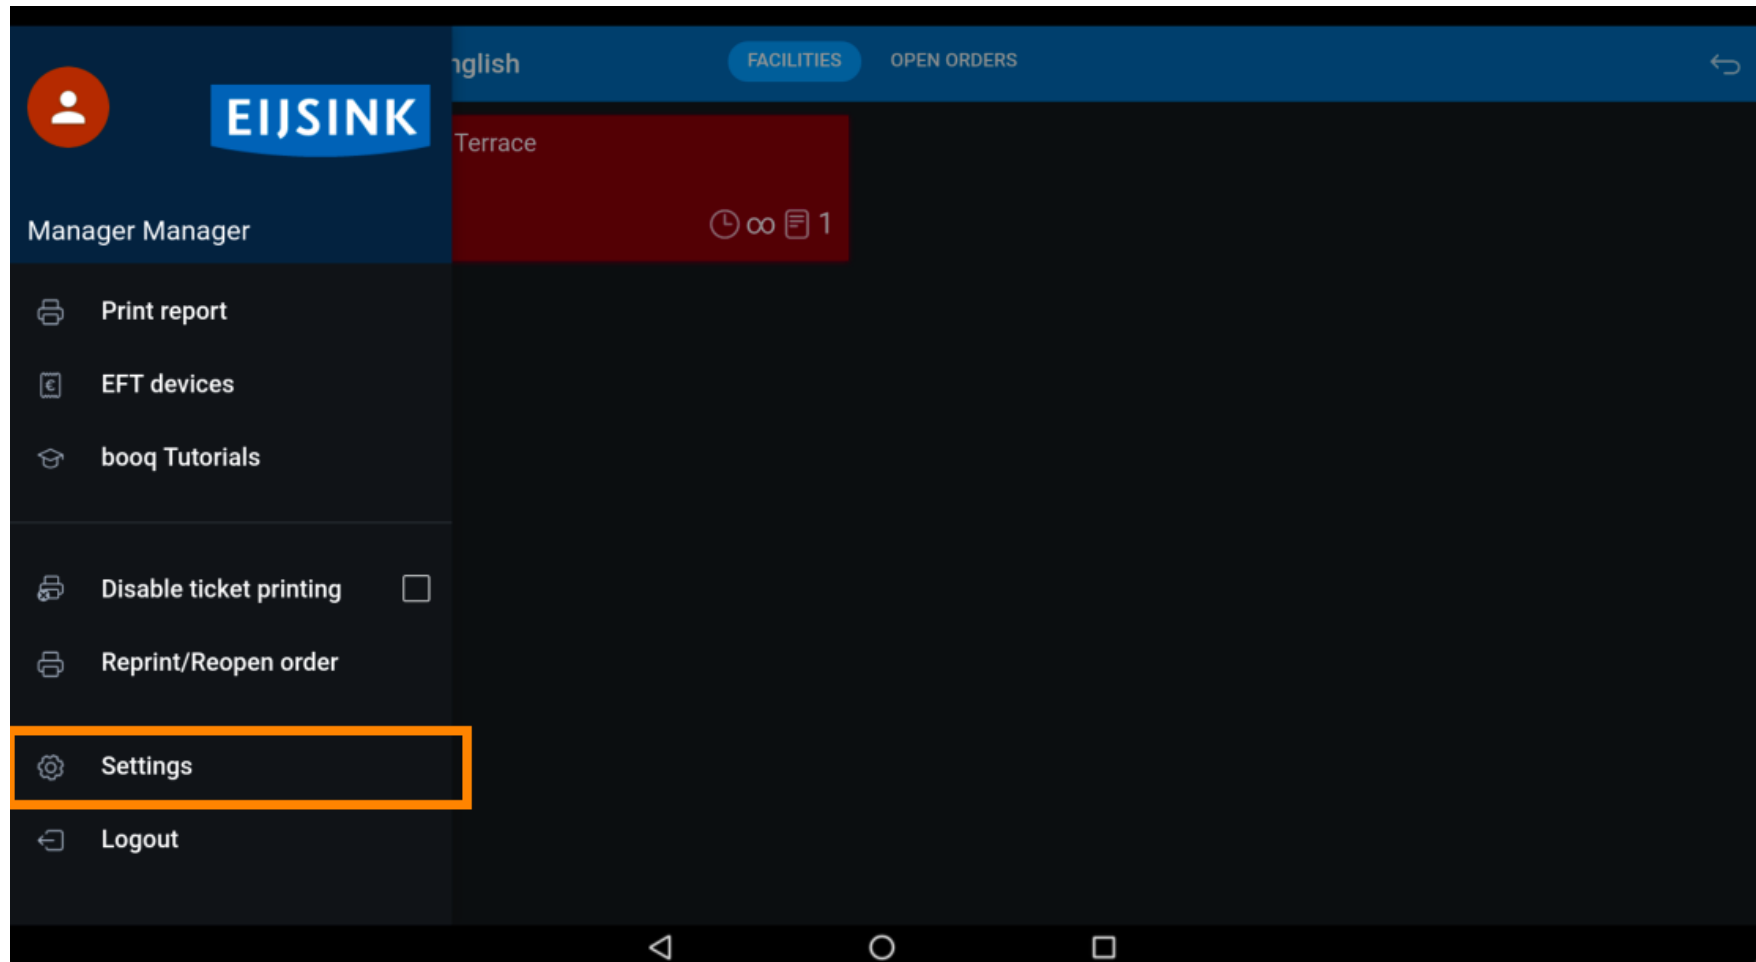 EIJSINK
Manager Manager
Print report
EFT devices
booq Tutorials
Disable ticket printing
Reprint/Reopen order
Settings
Logout
nglish
FACILITIES
OPEN ORDERS
Terrace
∞ 1